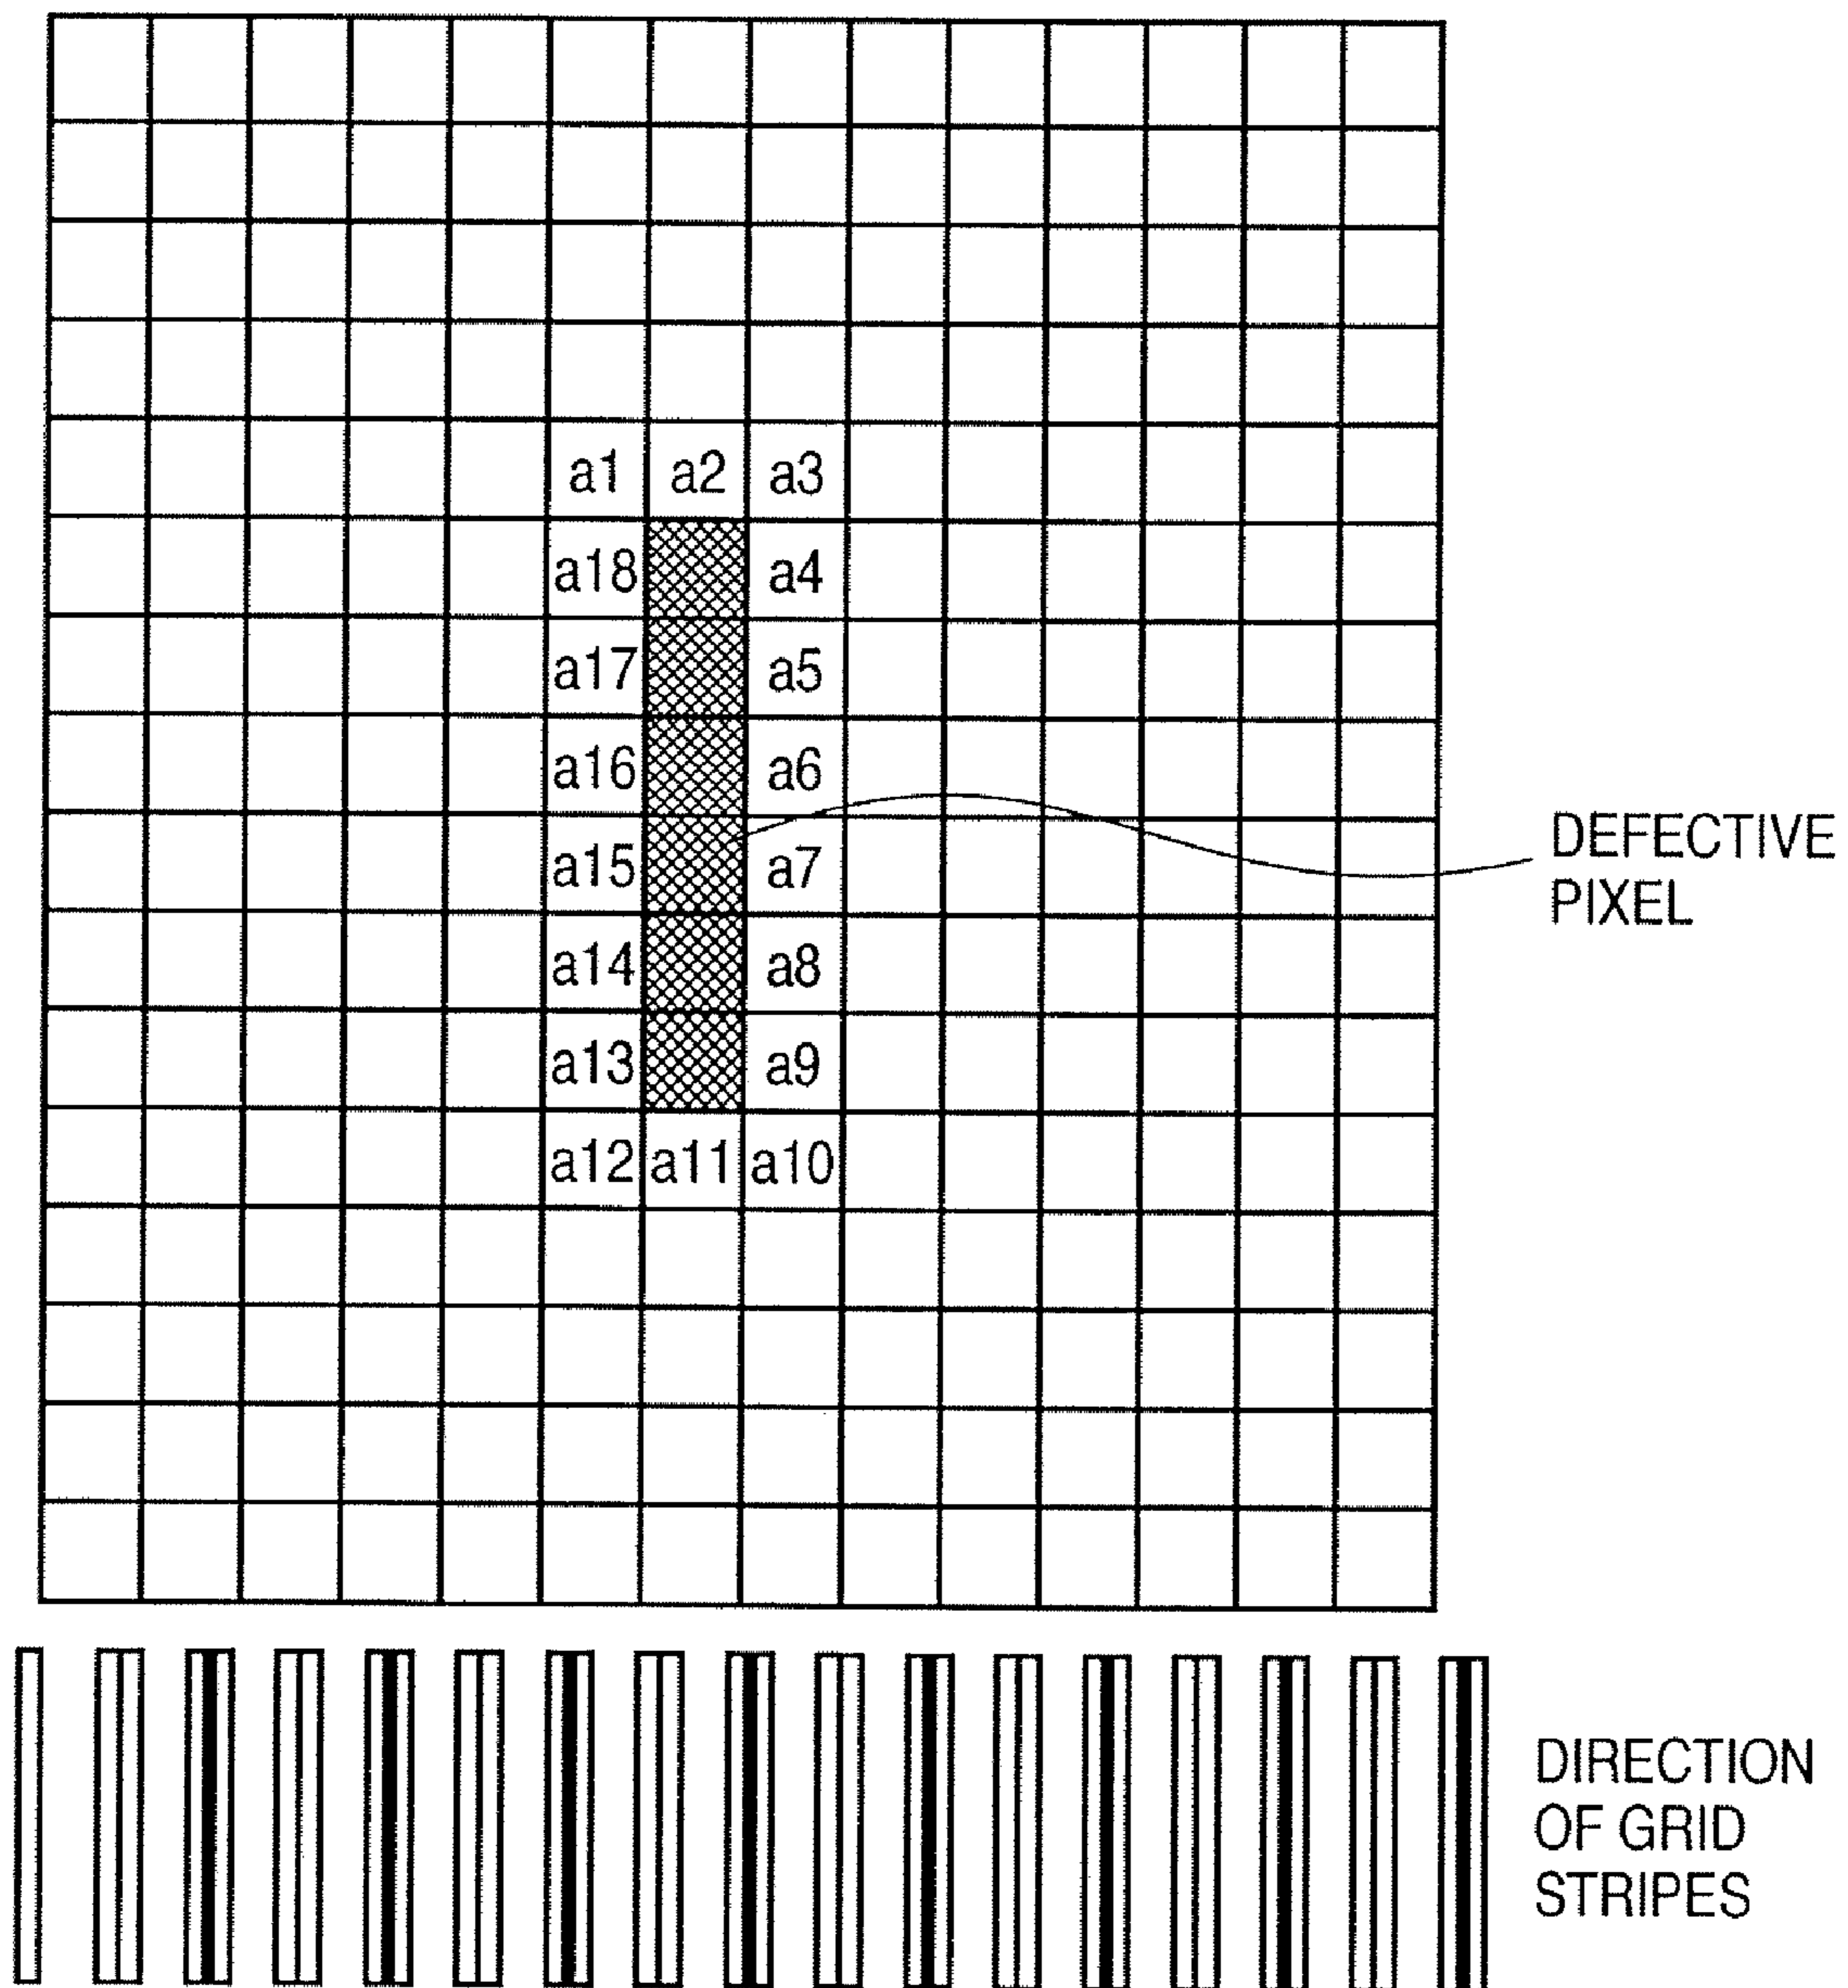 a1 a2 a3
a18 a4
a17 a5
a16 a6
a15 a7
a14 a8
a13 a9
a12 a11 a10
DEFECTIVE
PIXEL
DIRECTION
OF GRID
STRIPES